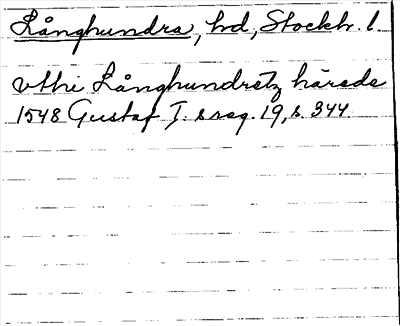 Långhundra, hd, Stockh. l.
vthi Långhundretz härede
1548 Gustaf I:s reg. 19, s. 344